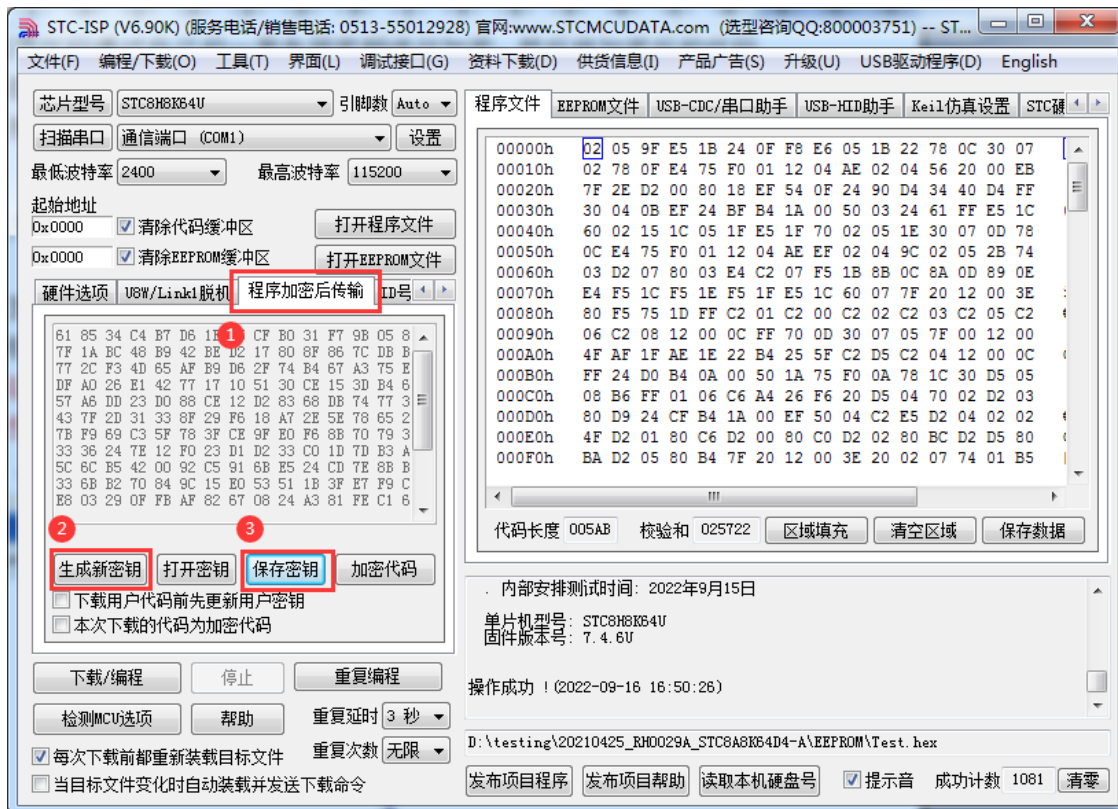 STC-ISP (V6.90K) (服务电话/销售电话: 0513-55012928) 官网:www.STCMCUDATA.com (选型咨询QQ:800003751) -- ST...
文件(F) 编程/下载(O) 工具(T) 界面(L) 调试接口(G) 资料下载(D) 供货信息(I) 产品广告(S) 升级(U) USB驱动程序(D) English
芯片型号 STC8H8K64U 引脚数 Auto
扫描串口 通信端口 (COM1) 设置
最低波特率 2400 最高波特率 115200
起始地址
0x0000 清除代码缓冲区 打开程序文件
0x0000 清除EEPROM缓冲区 打开EEPROM文件
硬件选项 U8W/Link1脱机 程序加密后传输 ID号
1
61 85 34 C4 B7 D6 CF B0 31 F7 9B 05 8
7F 1A BC 48 B9 42 BE D2 17 80 8F 86 7C DB B
77 2C F3 4D 65 AF B9 D6 2F 74 B4 67 A3 75 E
DF A0 26 E1 42 77 17 10 51 30 CE 15 3D B4 6
57 A6 DD 23 D0 88 CE 12 D2 83 68 DB 74 77 3
43 7F 2D 31 33 8F 29 F6 18 A7 2E 5E 78 65 2
7B F9 69 C3 5F 78 3F CE 9F E0 F6 8B 70 79 3
33 36 24 7E 12 F0 23 D1 D2 33 C0 1D 7D B3 A
5C 6C B5 42 00 92 C5 91 6B E5 24 CD 7E 8B B
33 6B B2 70 84 9C 15 E0 53 51 1B 3F E7 F9 C
E8 03 29 0F FB AF 82 67 08 24 A3 81 FE C1 6
2 3
生成新密钥 打开密钥 保存密钥 加密代码
下载用户代码前先更新用户密钥
本次下载的代码为加密代码
下载/编程 停止 重复编程
检测MCU选项 帮助 重复延时 3 秒
每次下载前都重新装载目标文件 重复次数 无限
当目标文件变化时自动装载并发送下载命令
程序文件 EEPROM文件 USB-CDC/串口助手 USB-HID助手 Keil仿真设置 STC硬
00000h 02 05 9F E5 1B 24 0F F8 E6 05 1B 22 78 0C 30 07
00010h 02 78 0F E4 75 F0 01 12 04 AE 02 04 56 20 00 EB
00020h 7F 2E D2 00 80 18 EF 54 0F 24 90 D4 34 40 D4 FF
00030h 30 04 0B EF 24 BF B4 1A 00 50 03 24 61 FF E5 1C
00040h 60 02 15 1C 05 1F E5 1F 70 02 05 1E 30 07 0D 78
00050h 0C E4 75 F0 01 12 04 AE EF 02 04 9C 02 05 2B 74
00060h 03 D2 07 80 03 E4 C2 07 F5 1B 8B 0C 8A 0D 89 0E
00070h E4 F5 1C F5 1E F5 1F E5 1C 60 07 7F 20 12 00 3E
00080h 80 F5 75 1D FF C2 01 C2 00 C2 02 C2 03 C2 05 C2
00090h 06 C2 08 12 00 0C FF 70 0D 30 07 05 7F 00 12 00
000A0h 4F AF 1F AE 1E 22 B4 25 5F C2 D5 C2 04 12 00 0C
000B0h FF 24 D0 B4 0A 00 50 1A 75 F0 0A 78 1C 30 D5 05
000C0h 08 B6 FF 01 06 C6 A4 26 F6 20 D5 04 70 02 D2 03
000D0h 80 D9 24 CF B4 1A 00 EF 50 04 C2 E5 D2 04 02 02
000E0h 4F D2 01 80 C6 D2 00 80 C0 D2 02 80 BC D2 D5 80
000F0h BA D2 05 80 B4 7F 20 12 00 3E 20 02 07 74 01 B5
代码长度 005AB 校验和 025722 区域填充 清空区域 保存数据
. 内部安排测试时间: 2022年9月15日
单片机型号: STC8H8K64U
固件版本号: 7.4.6U
操作成功 !(2022-09-16 16:50:26)
D:\testing\20210425_RH0029A_STC8A8K64D4-A\EEPROM\Test.hex
发布项目程序 发布项目帮助 读取本机硬盘号 提示音 成功计数 1081 清零